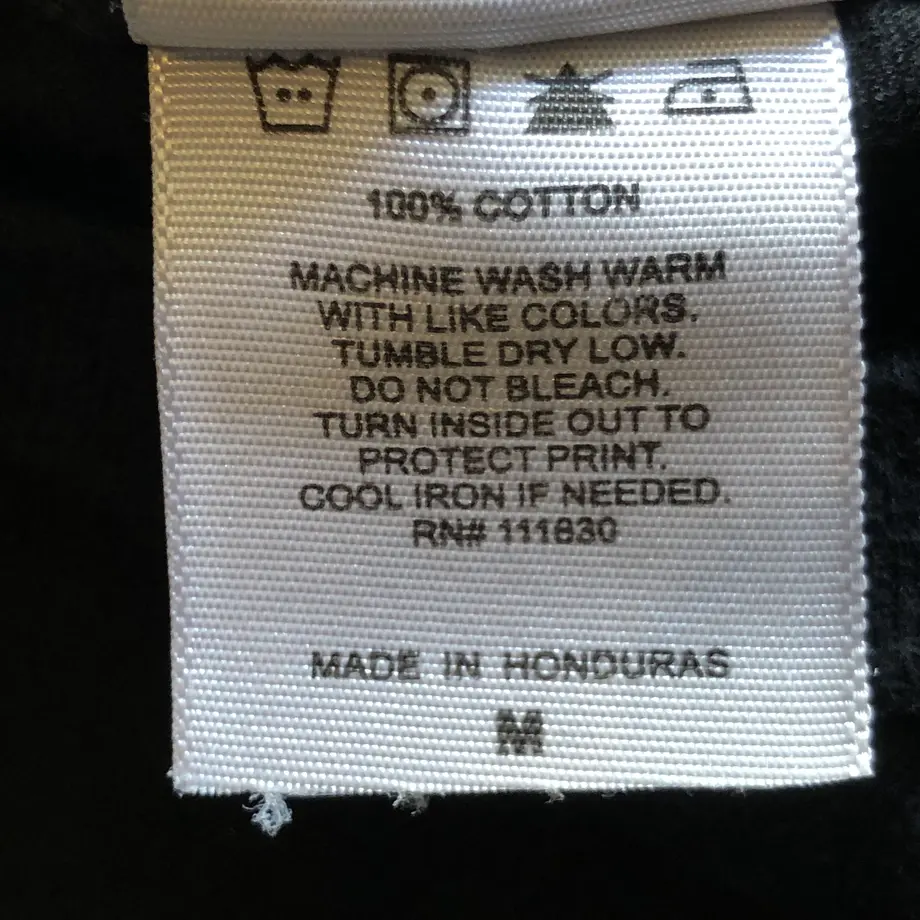 100% COTTON
MACHINE WASH WARM
WITH LIKE COLORS.
TUMBLE DRY LOW.
DO NOT BLEACH.
TURN INSIDE OUT TO
PROTECT PRINT.
COOL IRON IF NEEDED.
RN# 111830
MADE IN HONDURAS
M